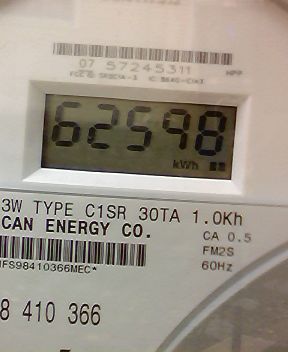 07 57245311
62598
kWh
3W TYPE C1SR 30TA 1.0Kh
CAN ENERGY CO.
CA 0.5
FM2S
60Hz
MFS98410366MEC*
8 410 366